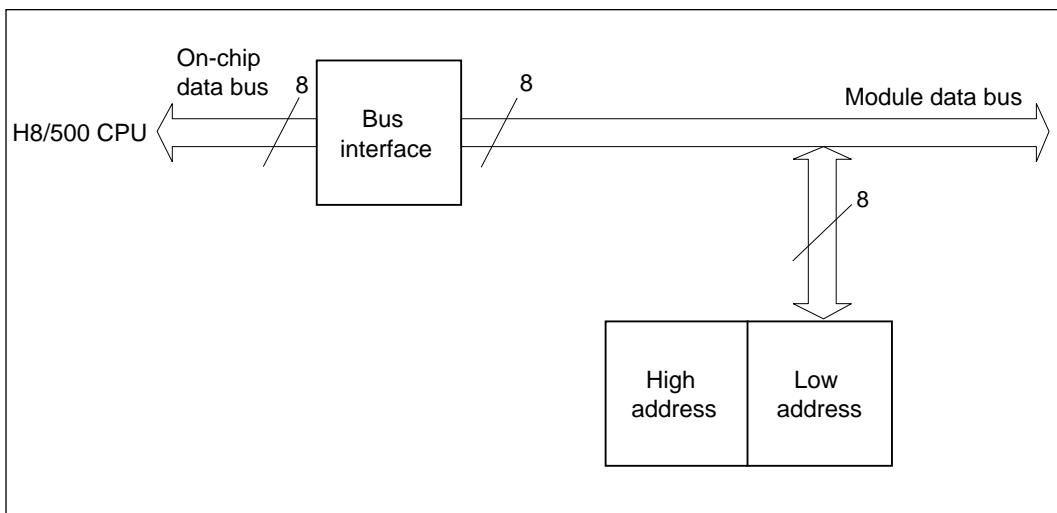 On-chip
data bus
8
8
Module data bus
H8/500 CPU
Bus
interface
8
High
address
Low
address